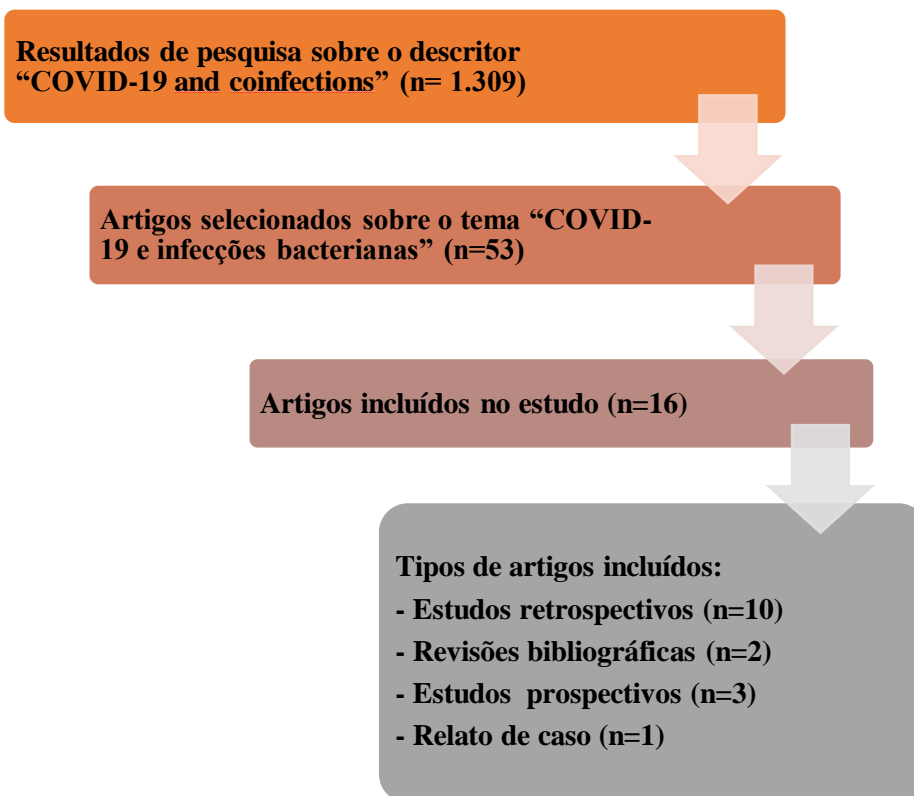 Resultados de pesquisa sobre o descritor
“COVID-19 and coinfections” (n= 1.309)
Artigos selecionados sobre o tema “COVID-
19 e infecções bacterianas” (n=53)
Artigos incluídos no estudo (n=16)
Tipos de artigos incluídos:
- Estudos retrospectivos (n=10)
- Revisões bibliográficas (n=2)
- Estudos prospectivos (n=3)
- Relato de caso (n=1)